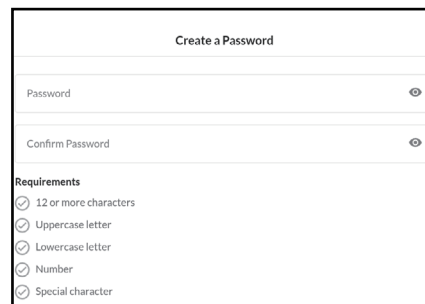 Create a Password
Password
Confirm Password
Requirements
12 or more characters
Uppercase letter
Lowercase letter
Number
Special character